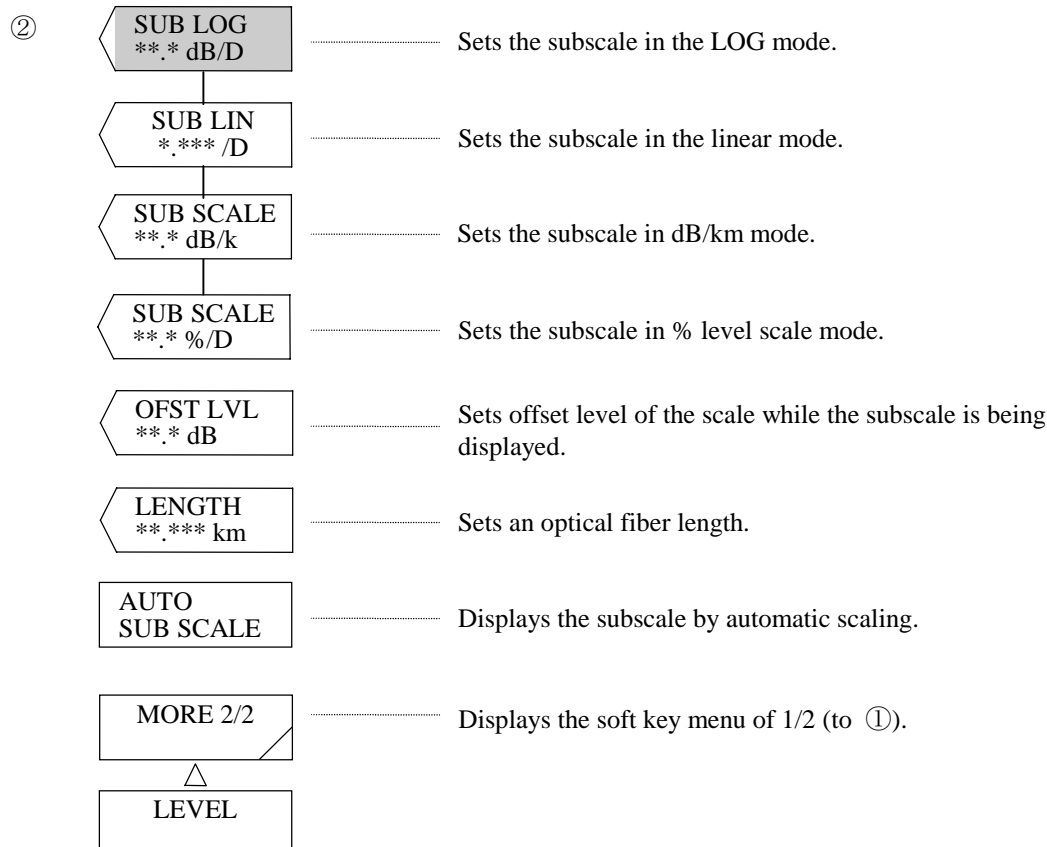 ②
SUB LOG
**.* dB/D
Sets the subscale in the LOG mode.
SUB LIN
*.*** /D
Sets the subscale in the linear mode.
SUB SCALE
**.* dB/k
Sets the subscale in dB/km mode.
SUB SCALE
**.* %/D
Sets the subscale in % level scale mode.
OFST LVL
**.* dB
Sets offset level of the scale while the subscale is being
displayed.
LENGTH
**.*** km
Sets an optical fiber length.
AUTO
SUB SCALE
Displays the subscale by automatic scaling.
MORE 2/2
Displays the soft key menu of 1/2 (to ①).
LEVEL